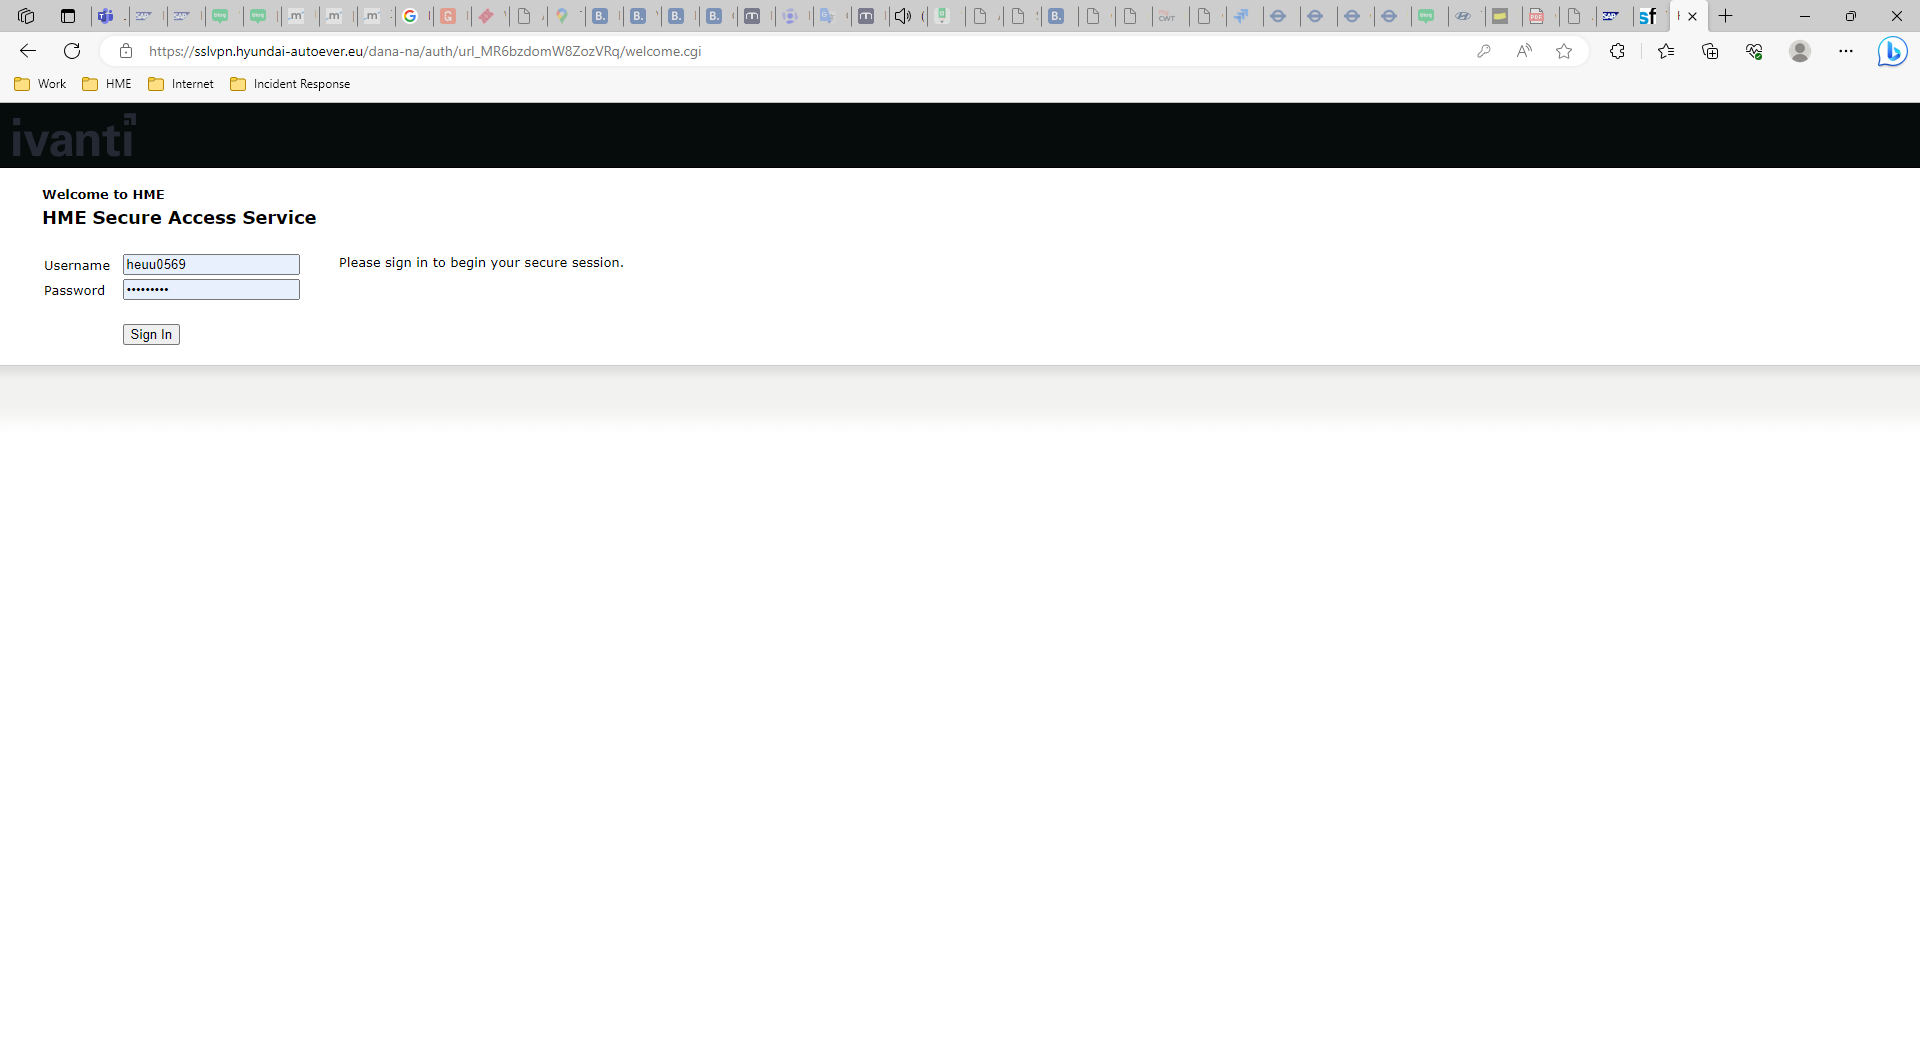 https://sslvpn.hyundai-autoever.eu/dana-na/auth/url_MR6bzdomW8ZozVRq/welcome.cgi
Work HME Internet Incident Response
ivanti
Welcome to HME
HME Secure Access Service
Username heuu0569 Please sign in to begin your secure session.
Password •••••••••
Sign In